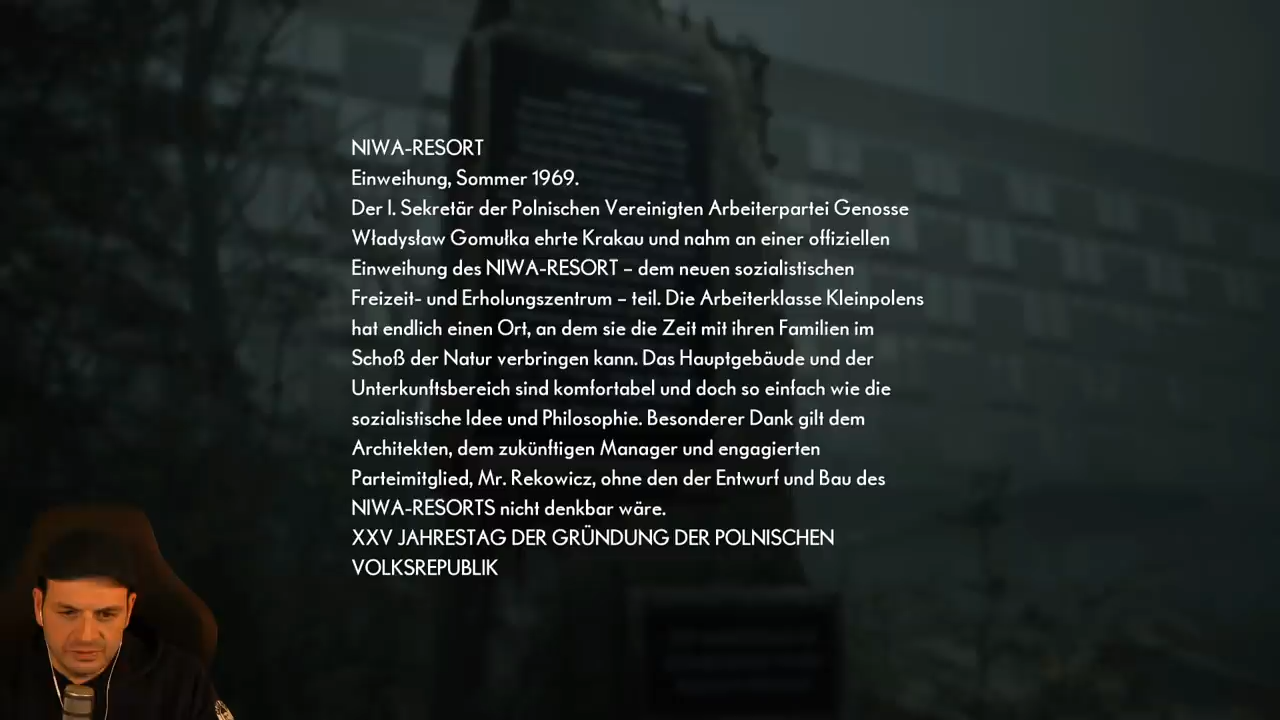 NIWA-RESORT
Einweihung, Sommer 1969.
Der I. Sekretär der Polnischen Vereinigten Arbeiterpartei Genosse
Władysław Gomułka ehrte Krakau und nahm an einer offiziellen
Einweihung des NIWA-RESORT – dem neuen sozialistischen
Freizeit- und Erholungszentrum – teil. Die Arbeiterklasse Kleinpolens
hat endlich einen Ort, an dem sie die Zeit mit ihren Familien im
Schoß der Natur verbringen kann. Das Hauptgebäude und der
Unterkunftsbereich sind komfortabel und doch so einfach wie die
sozialistische Idee und Philosophie. Besonderer Dank gilt dem
Architekten, dem zukünftigen Manager und engagierten
Parteimitglied, Mr. Rekowicz, ohne den der Entwurf und Bau des
NIWA-RESORTS nicht denkbar wäre.
XXV JAHRESTAG DER GRÜNDUNG DER POLNISCHEN
VOLKSREPUBLIK